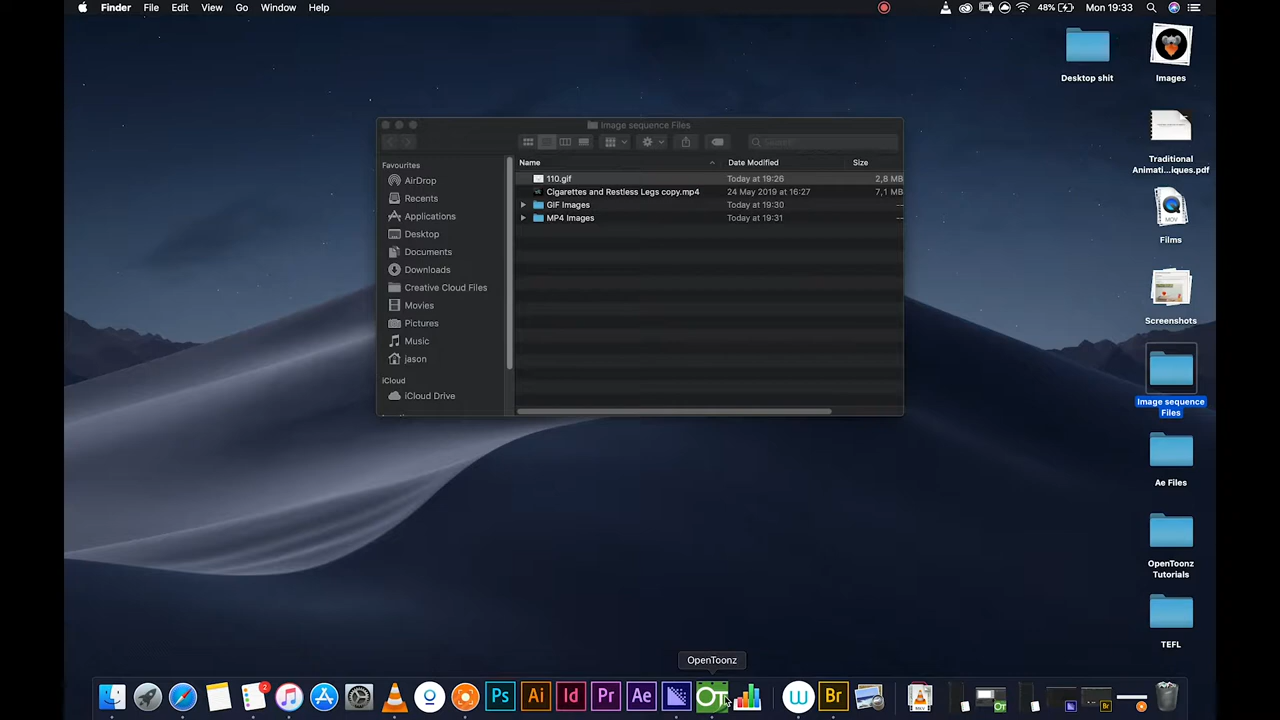 Finder File Edit View Go Window Help 48% Mon 19:33
Desktop shit
Images
Traditional
Animati...iques.pdf
MOV
Films
Screenshots
Image sequence
Files
Ae Files
OpenToonz
Tutorials
TEFL
Image sequence Files
Search
Favourites
AirDrop
Recents
Applications
Desktop
Documents
Downloads
Creative Cloud Files
Movies
Pictures
Music
jason
iCloud
iCloud Drive
Name Date Modified Size
110.gif Today at 19:26 2,8 MB
Cigarettes and Restless Legs copy.mp4 24 May 2019 at 16:27 7,1 MB
GIF Images Today at 19:30 --
MP4 Images Today at 19:31 --
OpenToonz
2 Ps Ai Id Pr Ae OT W Br